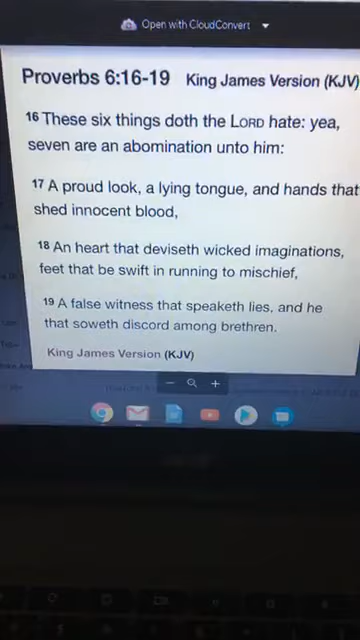 Open with CloudConvert
Proverbs 6:16-19 King James Version (KJV)
16 These six things doth the LORD hate: yea,
seven are an abomination unto him:
17 A proud look, a lying tongue, and hands that
shed innocent blood,
18 An heart that deviseth wicked imaginations,
feet that be swift in running to mischief,
19 A false witness that speaketh lies, and he
that soweth discord among brethren.
King James Version (KJV)